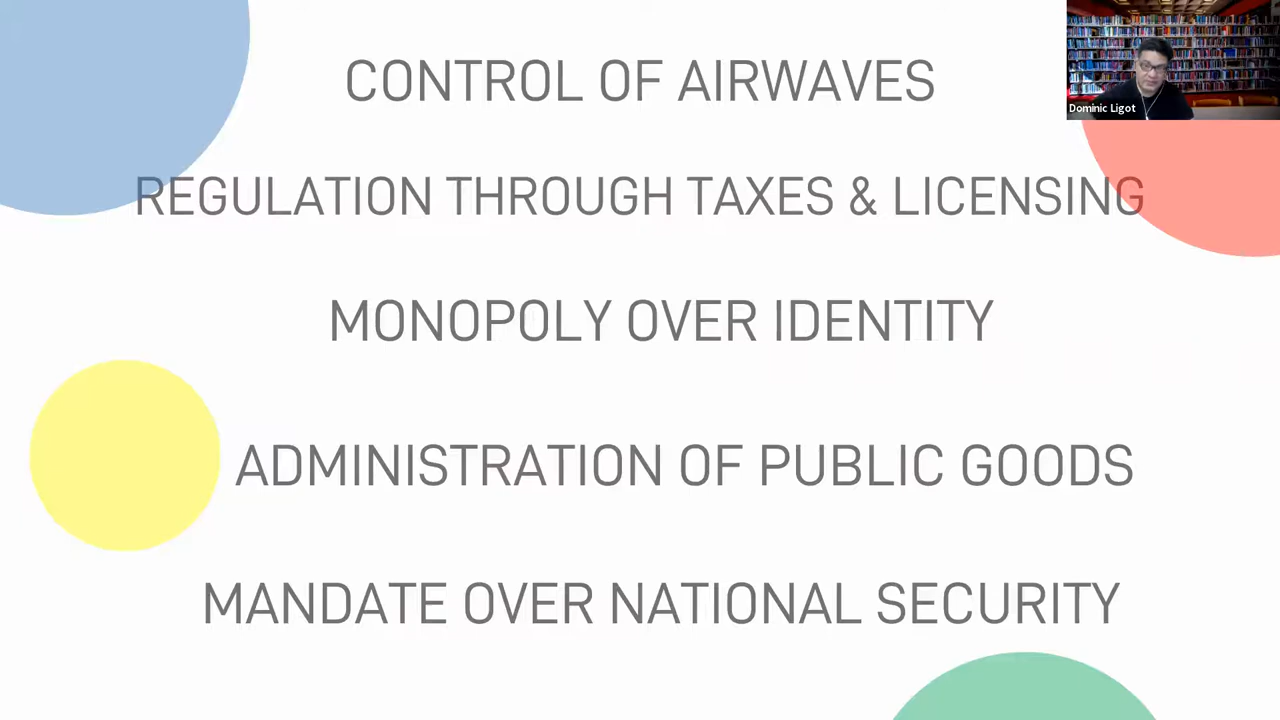 CONTROL OF AIRWAVES
Dominic Ligot
REGULATION THROUGH TAXES & LICENSING
MONOPOLY OVER IDENTITY
ADMINISTRATION OF PUBLIC GOODS
MANDATE OVER NATIONAL SECURITY